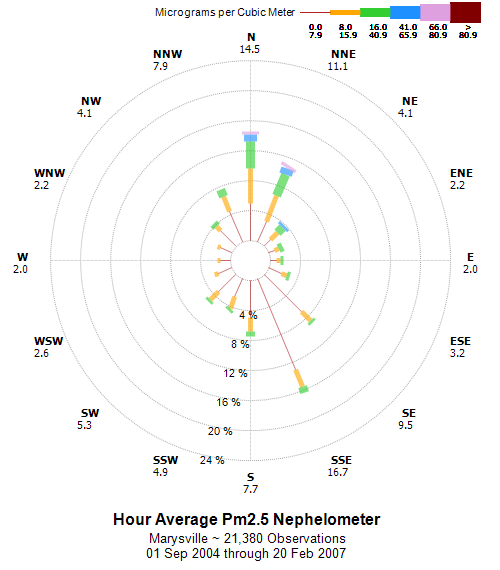 Micrograms per Cubic Meter
0.0 8.0 16.0 41.0 66.0 >
7.9 15.9 40.9 65.9 80.9 80.9
N
14.5
NNW
7.9
NNE
11.1
NW
4.1
NE
4.1
WNW
2.2
ENE
2.2
W
2.0
E
2.0
4 %
8 %
WSW
2.6
ESE
3.2
12 %
16 %
SW
5.3
SE
9.5
20 %
SSW
4.9
24 %
SSE
16.7
S
7.7
Hour Average Pm2.5 Nephelometer
Marysville ~ 21,380 Observations
01 Sep 2004 through 20 Feb 2007